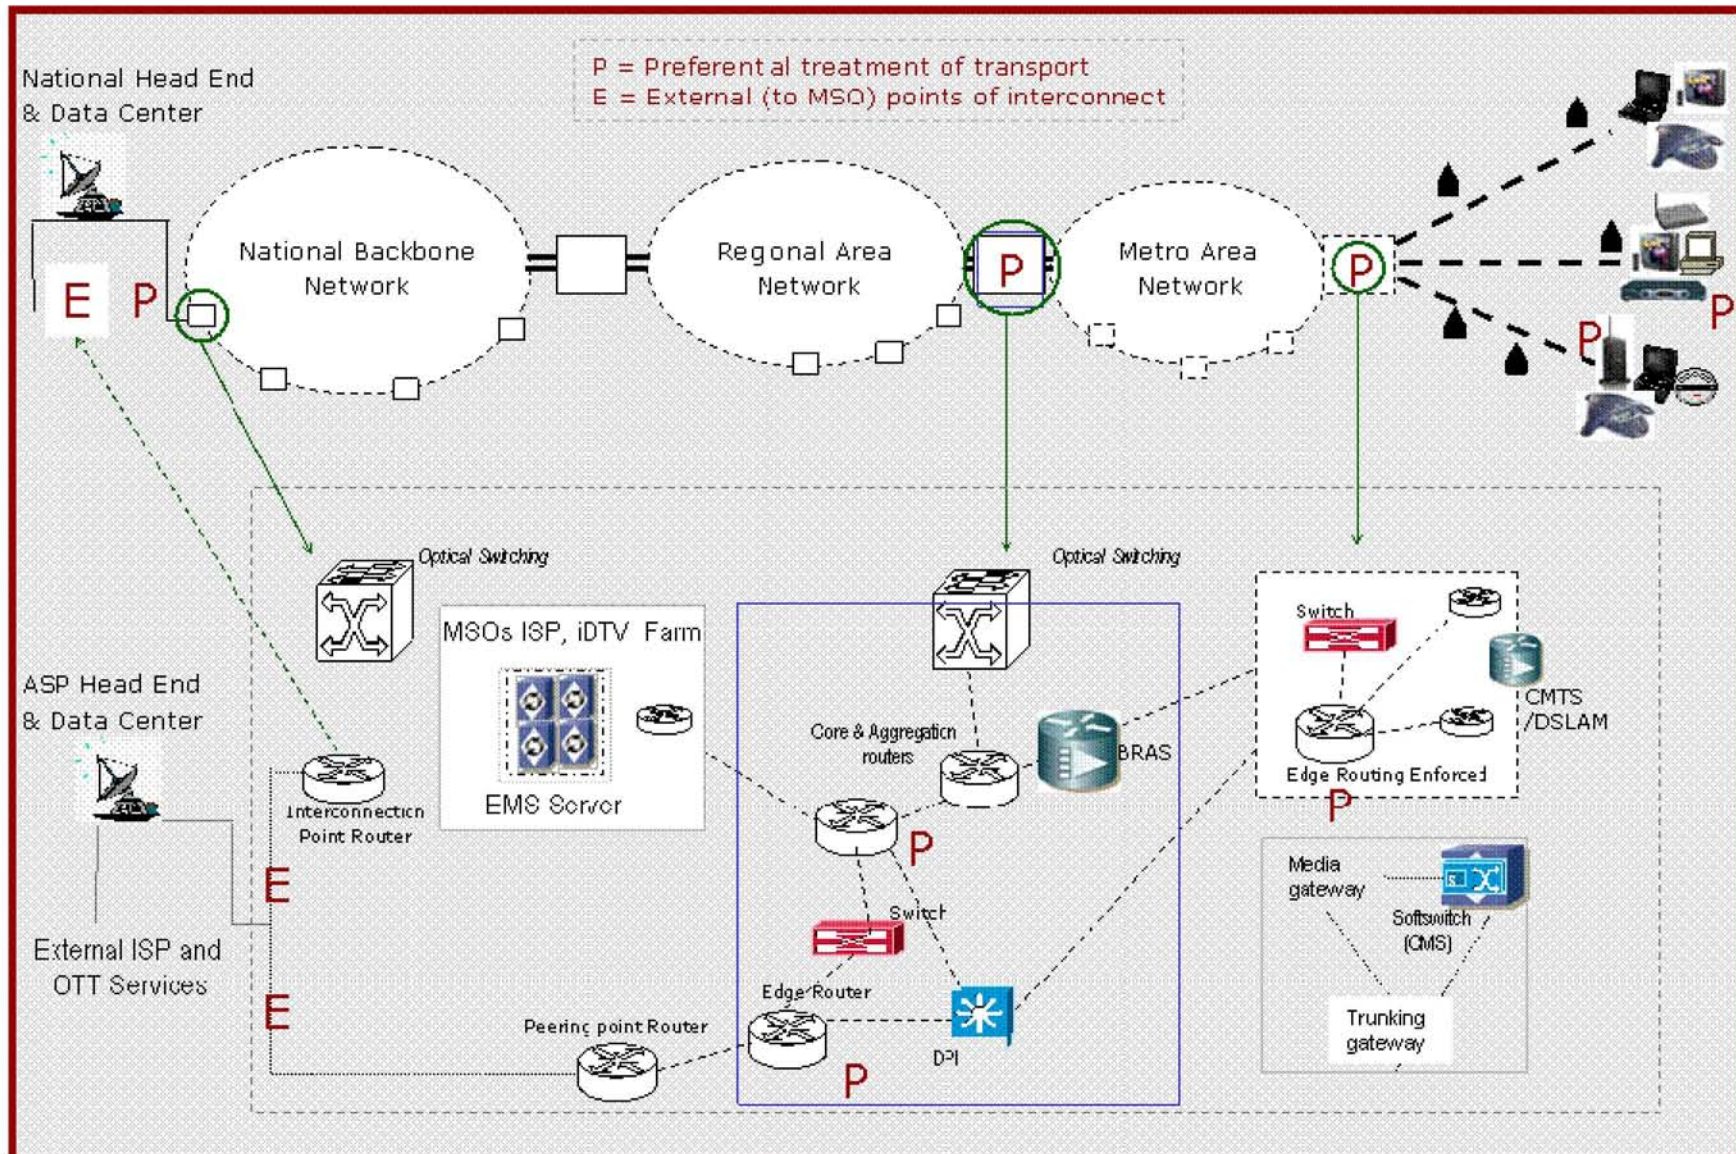 P = Preferential treatment of transport
E = External (to MSO) points of interconnect
National Head End
& Data Center
E
P
National Backbone
Network
Regional Area
Network
P
Metro Area
Network
P
P
P
Optical Switching
Optical Switching
MSOs ISP, iDTV Farm
EMS Server
Switch
CMTS
/DSLAM
Edge Routing Enforced
P
ASP Head End
& Data Center
Interconnection
Point Router
Core & Aggregation
routers
BRAS
P
E
External ISP and
OTT Services
E
Switch
Edge Router
Peering point Router
P
DPI
Media
gateway
S.
Softswitch
(CMS)
Trunking
gateway